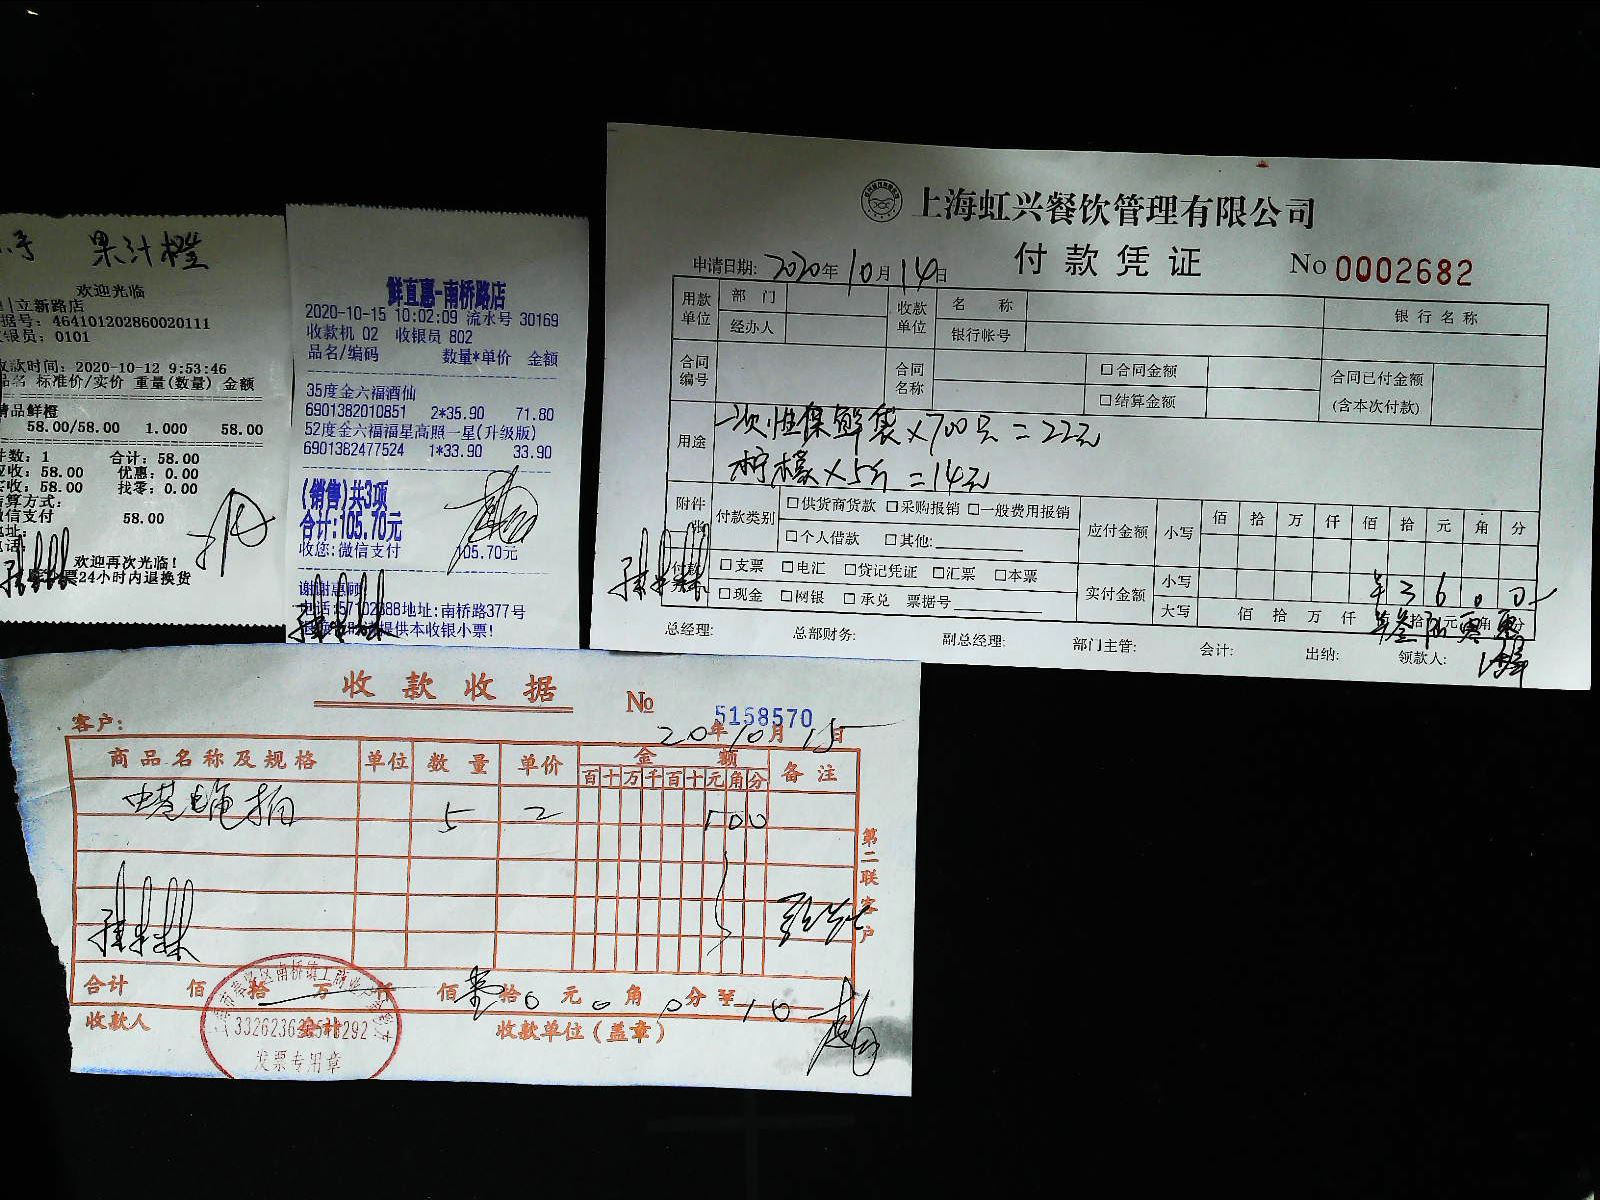 果汁橙
欢迎光临
立新路店
据号: 464101202860020111
银员: 0101
收款时间: 2020-10-12 9:53:46
品名 标准价/实价 重量(数量) 金额
精品鲜橙
58.00/58.00 1.000 58.00
件数: 1 合计: 58.00
应收: 58.00 优惠: 0.00
实收: 58.00 找零: 0.00
结算方式:
微信支付 58.00
地址:
电话:
欢迎再次光临!
票24小时内退换货
鲜直惠-南桥路店
2020-10-15 10:02:09 流水号 30169
收款机 02 收银员 802
品名/编码 数量*单价 金额
35度金六福酒仙
6901382010851 2*35.90 71.80
52度金六福福星高照一星(升级版)
6901382477524 1*33.90 33.90
(销售)共3项
合计:105.70元
收您:微信支付 105.70元
谢谢惠顾
电话:57102388地址:南桥路377号
提供本收银小票!
上海虹兴餐饮管理有限公司
付款凭证 No 0002682
申请日期: 2020年10月14日
用款单位 部门 收款单位 名称 银行名称
经办人 银行帐号
合同编号 合同名称 □合同金额 合同已付金额
□结算金额 (含本次付款)
用途 一次性保鲜袋×700只=22元
柠檬×5斤=14元
附件 付款类别 □供货商货款 □采购报销 □一般费用报销 应付金额 小写 佰 拾 万 仟 佰 拾 元 角 分
□个人借款 □其他:
付款 □支票 □电汇 □贷记凭证 □汇票 □本票 实付金额 小写 ¥36.00
□现金 □网银 □承兑 票据号 大写 佰 拾 万 仟 拾 元 角 分
总经理: 总部财务: 副总经理: 部门主管: 会计: 出纳: 领款人:
收款收据 № 5158570
客户: 20年10月15日
商品名称及规格 单位 数量 单价 金额 备注
百 十 万 千 百 十 元 角 分
苍蝇拍 5 2
第二联 客户
合计 佰 拾 万 佰 拾 0 元 0 角 0 分 ¥ 10
收款人 会计 收款单位(盖章)
发票专用章